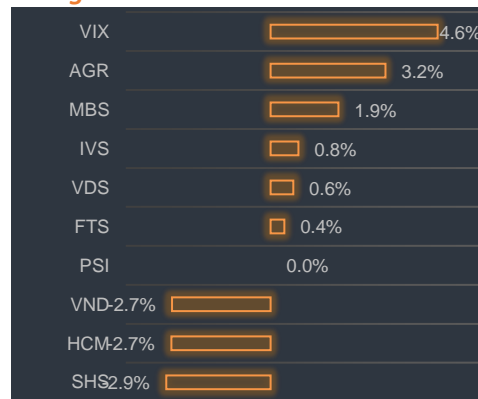 VIX 4.6%
AGR 3.2%
MBS 1.9%
IVS 0.8%
VDS 0.6%
FTS 0.4%
PSI 0.0%
VND -2.7%
HCM -2.7%
SHS -2.9%